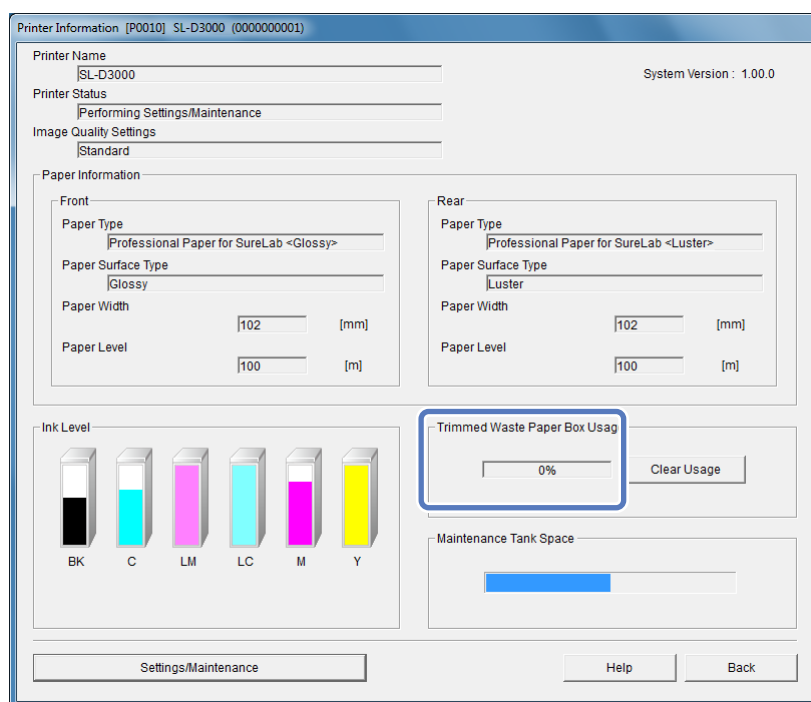 Printer Information [P0010] SL-D3000 (0000000001)
Printer Name
SL-D3000
System Version : 1.00.0
Printer Status
Performing Settings/Maintenance
Image Quality Settings
Standard
Paper Information
Front
Paper Type
Professional Paper for SureLab <Glossy>
Paper Surface Type
Glossy
Paper Width
102 [mm]
Paper Level
100 [m]
Rear
Paper Type
Professional Paper for SureLab <Luster>
Paper Surface Type
Luster
Paper Width
102 [mm]
Paper Level
100 [m]
Ink Level
BK C LM LC M Y
Trimmed Waste Paper Box Usage
0% Clear Usage
Maintenance Tank Space
Settings/Maintenance Help Back